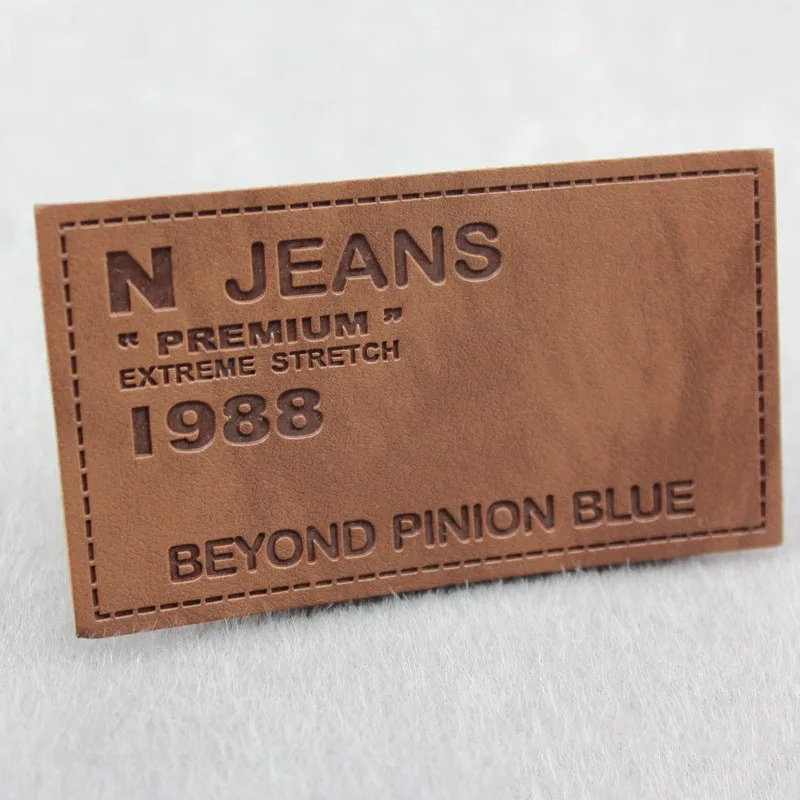 N JEANS
“ PREMIUM ”
EXTREME STRETCH
1988
BEYOND PINION BLUE